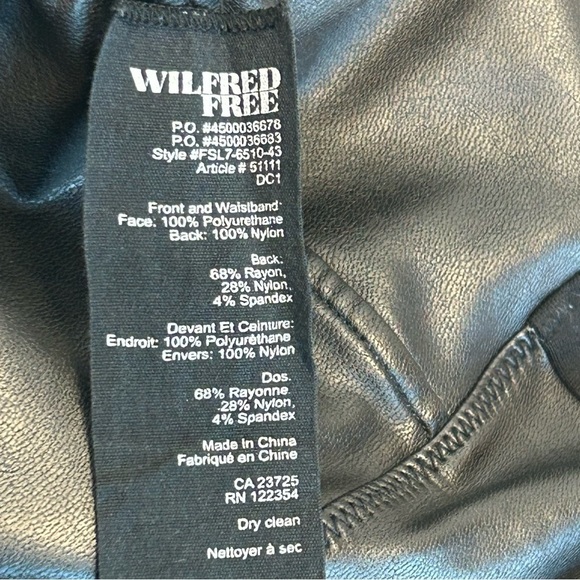 WILFRED
FREE
P.O. #4500036678
P.O. #4500036683
Style #FSL7-6510-43
Article # 51111
DC1
Front and Waistband:
Face: 100% Polyurethane
Back: 100% Nylon
Back:
68% Rayon,
28% Nylon,
4% Spandex
Devant Et Ceinture:
Endroit: 100% Polyuréthane
Envers: 100% Nylon
Dos.
68% Rayonne.
28% Nylon,
4% Spandex
Made in China
Fabriqué en Chine
CA 23725
RN 122354
Dry clean
Nettoyer à sec